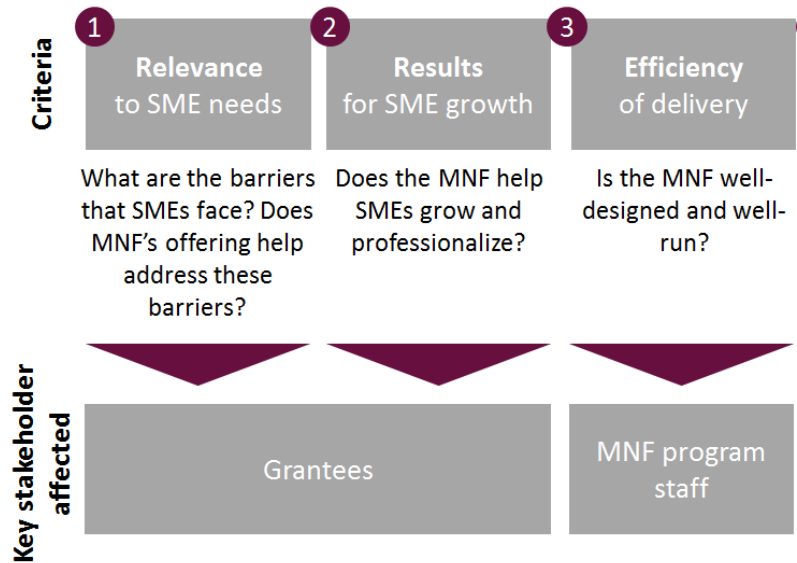 Criteria
1
Relevance
to SME needs
2
Results
for SME growth
3
Efficiency
of delivery
What are the barriers
that SMEs face? Does
MNF's offering help
address these
barriers?
Does the MNF help
SMEs grow and
professionalize?
Is the MNF well-
designed and well-
run?
Key stakeholder
affected
Grantees
MNF program
staff